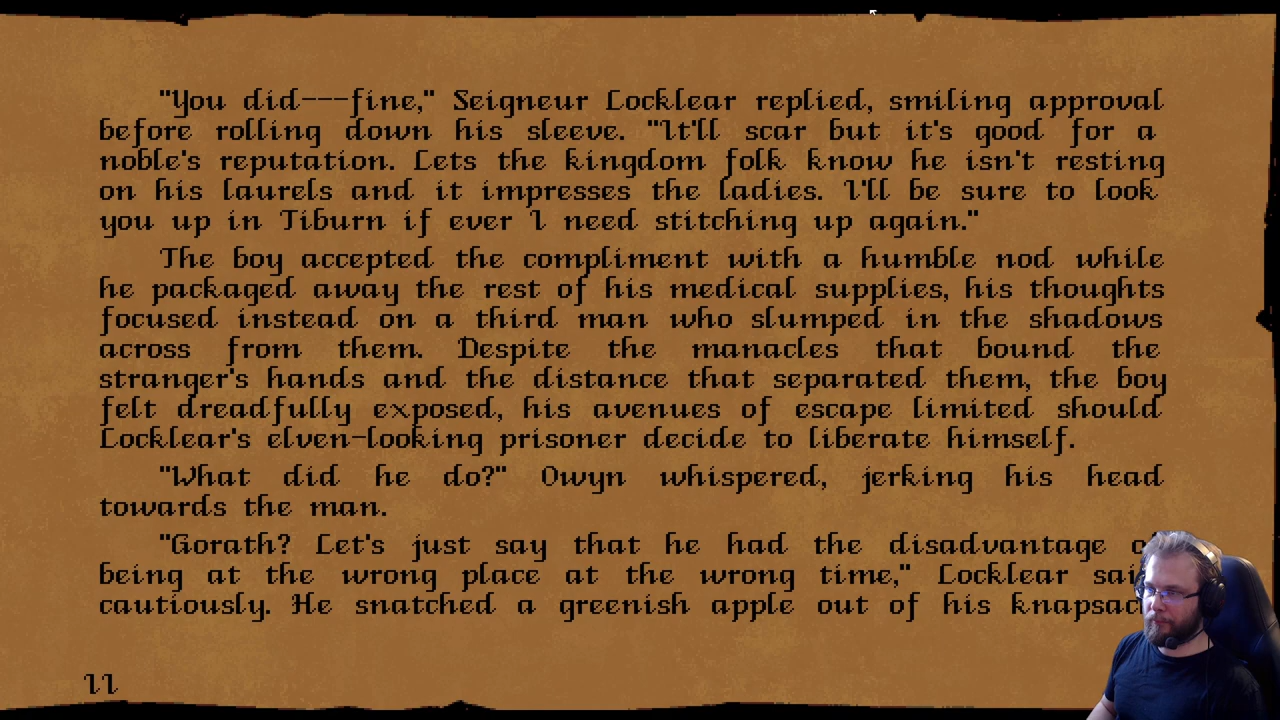 "You did---fine," Seigneur Locklear replied, smiling approval
before rolling down his sleeve. "It'll scar but it's good for a
noble's reputation. Lets the kingdom folk know he isn't resting
on his laurels and it impresses the ladies. I'll be sure to look
you up in Tiburn if ever I need stitching up again."
The boy accepted the compliment with a humble nod while
he packaged away the rest of his medical supplies, his thoughts
focused instead on a third man who slumped in the shadows
across from them. Despite the manacles that bound the
stranger's hands and the distance that separated them, the boy
felt dreadfully exposed, his avenues of escape limited should
Locklear's elven-looking prisoner decide to liberate himself.
"What did he do?" Owyn whispered, jerking his head
towards the man.
"Gorath? Let's just say that he had the disadvantage
being at the wrong place at the wrong time," Locklear
cautiously. He snatched a greenish apple out of his
11